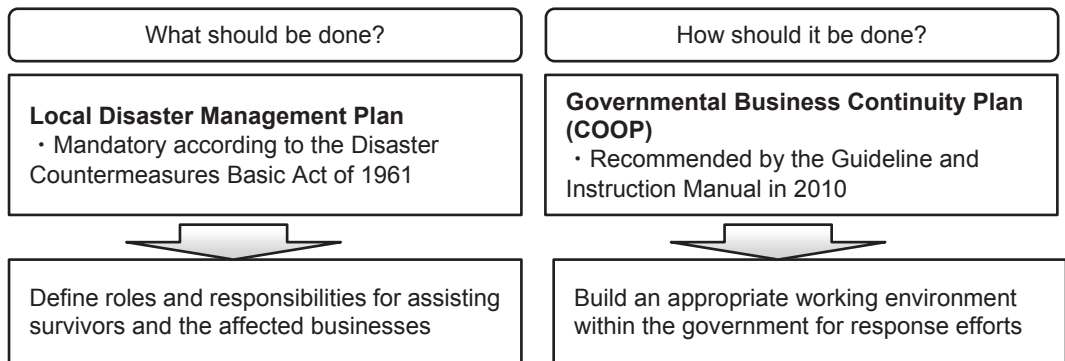 What should be done?
How should it be done?
Local Disaster Management Plan
・Mandatory according to the Disaster
Countermeasures Basic Act of 1961
Governmental Business Continuity Plan
(COOP)
・Recommended by the Guideline and
Instruction Manual in 2010
Define roles and responsibilities for assisting
survivors and the affected businesses
Build an appropriate working environment
within the government for response efforts